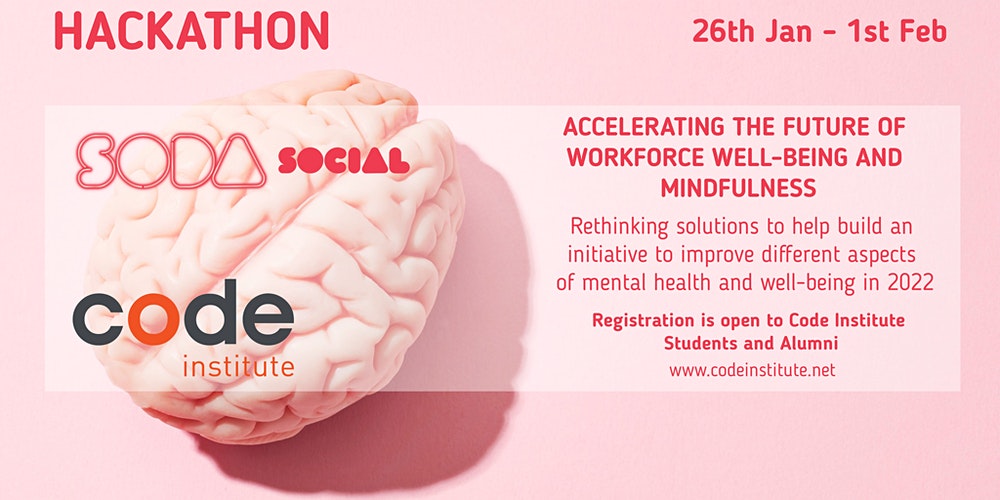 HACKATHON
26th Jan - 1st Feb
SODA SOCIAL
code
institute
ACCELERATING THE FUTURE OF
WORKFORCE WELL-BEING AND
MINDFULNESS
Rethinking solutions to help build an
initiative to improve different aspects
of mental health and well-being in 2022
Registration is open to Code Institute
Students and Alumni
www.codeinstitute.net